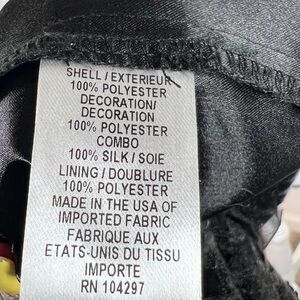 SHELL / EXTERIEUR
100% POLYESTER
DECORATION/
DECORATION
100% POLYESTER
COMBO
100% SILK / SOIE
LINING / DOUBLURE
100% POLYESTER
MADE IN THE USA OF
IMPORTED FABRIC
FABRIQUE AUX
ETATS-UNIS DU TISSU
IMPORTE
RN 104297